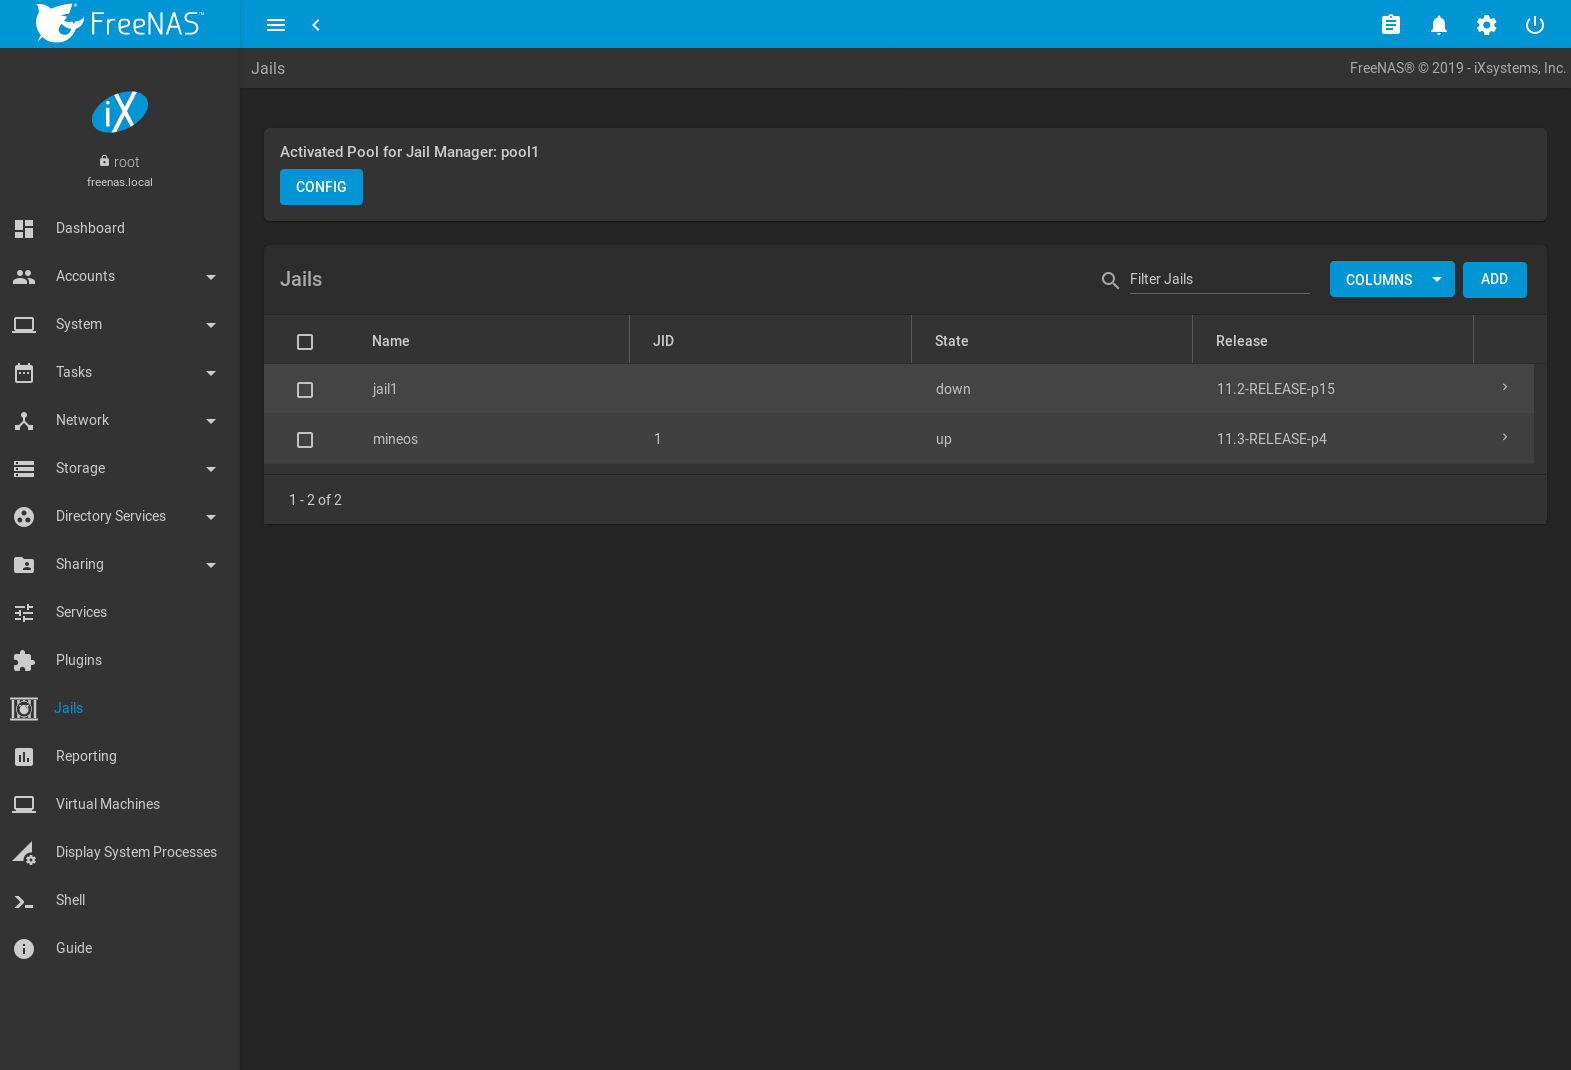 FreeNAS™
Jails
FreeNAS® © 2019 - iXsystems, Inc.
iX
root
freenas.local
Dashboard
Accounts
System
Tasks
Network
Storage
Directory Services
Sharing
Services
Plugins
Jails
Reporting
Virtual Machines
Display System Processes
Shell
Guide
Activated Pool for Jail Manager: pool1
CONFIG
Jails
Filter Jails
COLUMNS
ADD
Name JID State Release
jail1 down 11.2-RELEASE-p15
mineos 1 up 11.3-RELEASE-p4
1 - 2 of 2